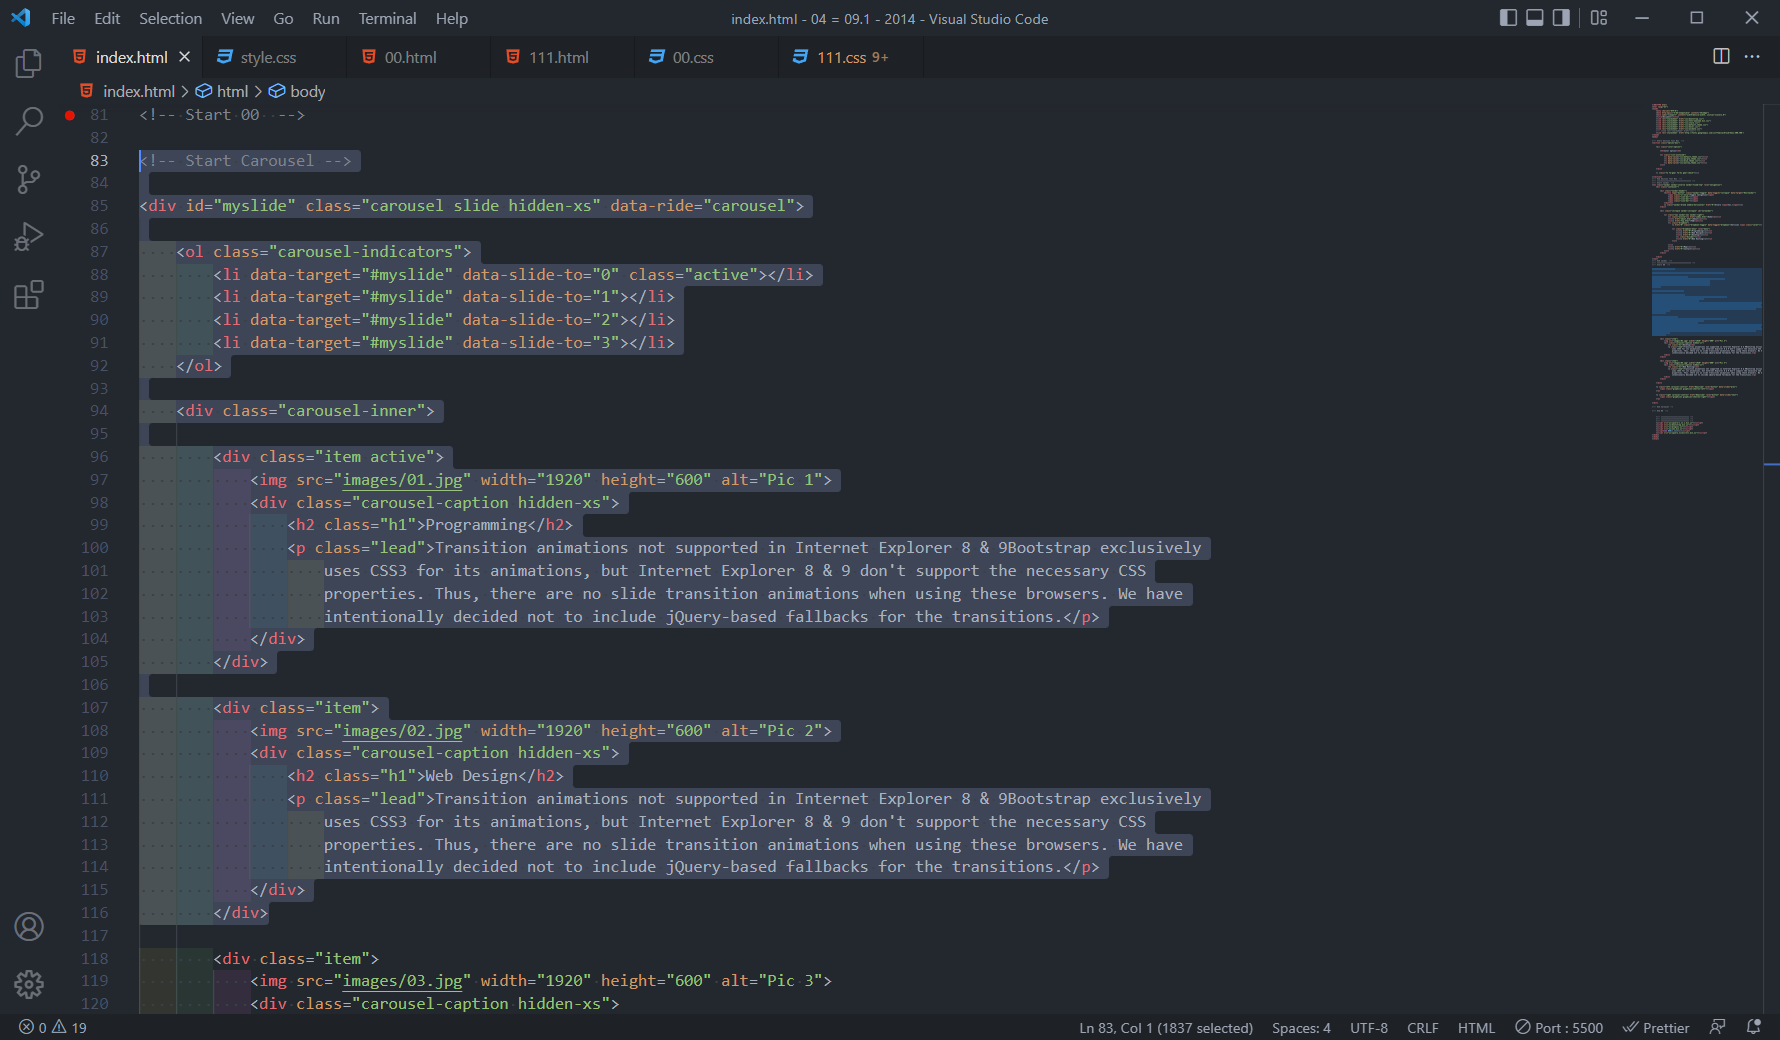 File Edit Selection View Go Run Terminal Help
index.html - 04 = 09.1 - 2014 - Visual Studio Code
index.html style.css 00.html 111.html 00.css 111.css 9+
index.html > html > body
81 <!-- Start 00  -->
82
83 <!-- Start Carousel -->
84
85 <div id="myslide" class="carousel slide hidden-xs" data-ride="carousel">
86
87     <ol class="carousel-indicators">
88         <li data-target="#myslide" data-slide-to="0" class="active"></li>
89         <li data-target="#myslide" data-slide-to="1"></li>
90         <li data-target="#myslide" data-slide-to="2"></li>
91         <li data-target="#myslide" data-slide-to="3"></li>
92     </ol>
93
94     <div class="carousel-inner">
95
96         <div class="item active">
97             <img src="images/01.jpg" width="1920" height="600" alt="Pic 1">
98             <div class="carousel-caption hidden-xs">
99                 <h2 class="h1">Programming</h2>
100                 <p class="lead">Transition animations not supported in Internet Explorer 8 & 9Bootstrap exclusively
101                     uses CSS3 for its animations, but Internet Explorer 8 & 9 don't support the necessary CSS
102                     properties. Thus, there are no slide transition animations when using these browsers. We have
103                     intentionally decided not to include jQuery-based fallbacks for the transitions.</p>
104             </div>
105         </div>
106
107         <div class="item">
108             <img src="images/02.jpg" width="1920" height="600" alt="Pic 2">
109             <div class="carousel-caption hidden-xs">
110                 <h2 class="h1">Web Design</h2>
111                 <p class="lead">Transition animations not supported in Internet Explorer 8 & 9Bootstrap exclusively
112                     uses CSS3 for its animations, but Internet Explorer 8 & 9 don't support the necessary CSS
113                     properties. Thus, there are no slide transition animations when using these browsers. We have
114                     intentionally decided not to include jQuery-based fallbacks for the transitions.</p>
115             </div>
116         </div>
117
118         <div class="item">
119             <img src="images/03.jpg" width="1920" height="600" alt="Pic 3">
120             <div class="carousel-caption hidden-xs">
0 19 Ln 83, Col 1 (1837 selected) Spaces: 4 UTF-8 CRLF HTML Port : 5500 Prettier